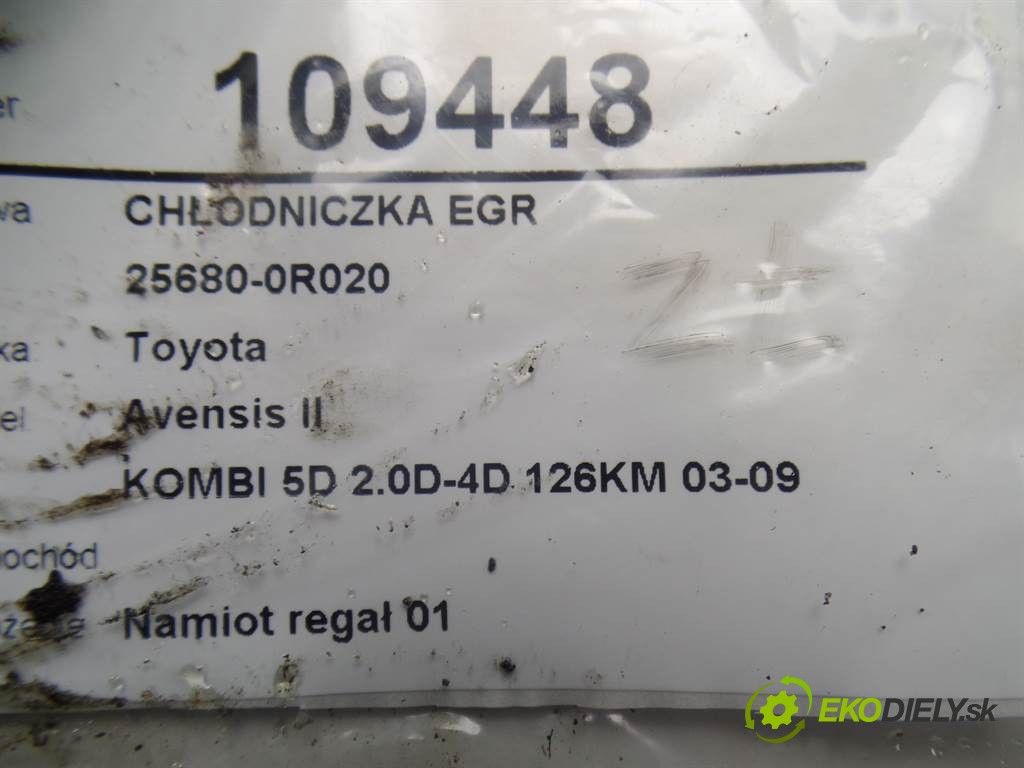 109448
CHŁODNICZKA EGR
25680-0R020
Toyota
Avensis II
KOMBI 5D 2.0D-4D 126KM 03-09
Namiot regał 01
EKODIELY.sk